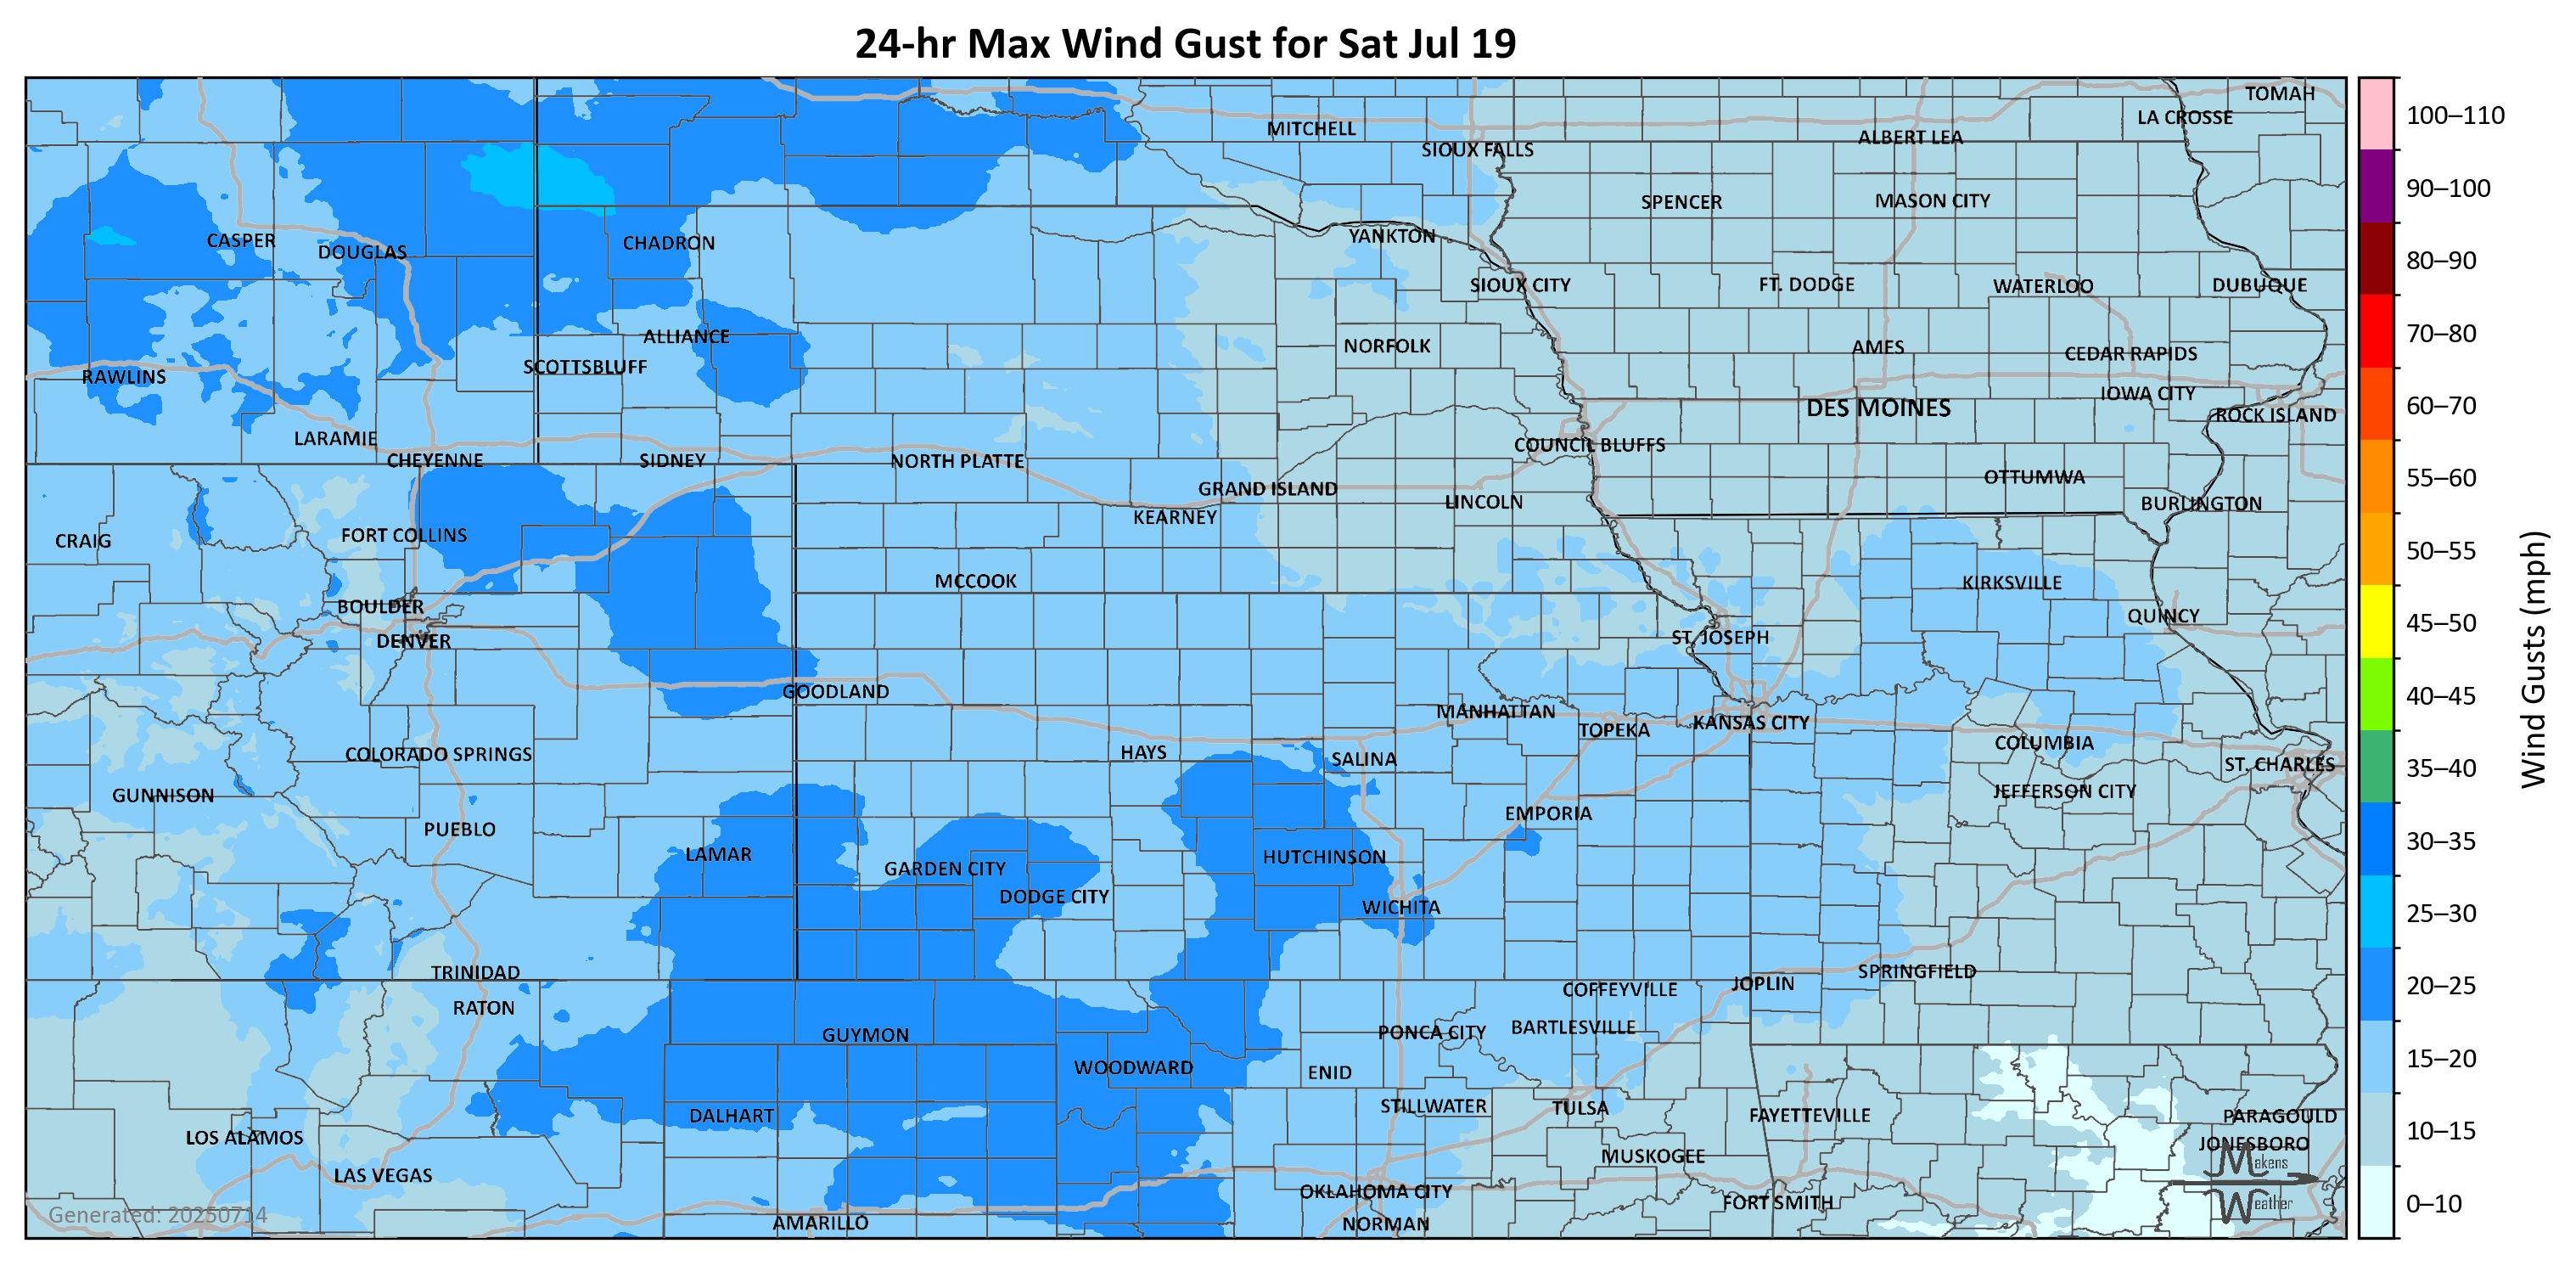 24-hr Max Wind Gust for Sat Jul 19
TOMAH
LA CROSSE
MITCHELL
ALBERT LEA
SIOUX FALLS
SPENCER
MASON CITY
CASPER
DOUGLAS
CHADRON
YANKTON
SIOUX CITY
FT. DODGE
WATERLOO
DUBUQUE
ALLIANCE
NORFOLK
AMES
CEDAR RAPIDS
SCOTTSBLUFF
RAWLINS
IOWA CITY
DES MOINES
ROCK ISLAND
LARAMIE
COUNCIL BLUFFS
CHEYENNE
SIDNEY
NORTH PLATTE
OTTUMWA
GRAND ISLAND
LINCOLN
BURLINGTON
KEARNEY
CRAIG
FORT COLLINS
MCCOOK
KIRKSVILLE
BOULDER
QUINCY
DENVER
ST. JOSEPH
GOODLAND
MANHATTAN
TOPEKA
KANSAS CITY
COLUMBIA
COLORADO SPRINGS
HAYS
SALINA
ST. CHARLES
GUNNISON
JEFFERSON CITY
EMPORIA
PUEBLO
LAMAR
HUTCHINSON
GARDEN CITY
DODGE CITY
WICHITA
TRINIDAD
SPRINGFIELD
JOPLIN
COFFEYVILLE
RATON
GUYMON
PONCA CITY
BARTLESVILLE
WOODWARD
ENID
STILLWATER
TULSA
DALHART
FAYETTEVILLE
PARAGOULD
LOS ALAMOS
JONESBORO
MUSKOGEE
LAS VEGAS
OKLAHOMA CITY
FORT SMITH
AMARILLO
NORMAN
Generated: 20250714
Makens
Weather
100–110
90–100
80–90
70–80
60–70
55–60
50–55
45–50
40–45
35–40
30–35
25–30
20–25
15–20
10–15
0–10
Wind Gusts (mph)